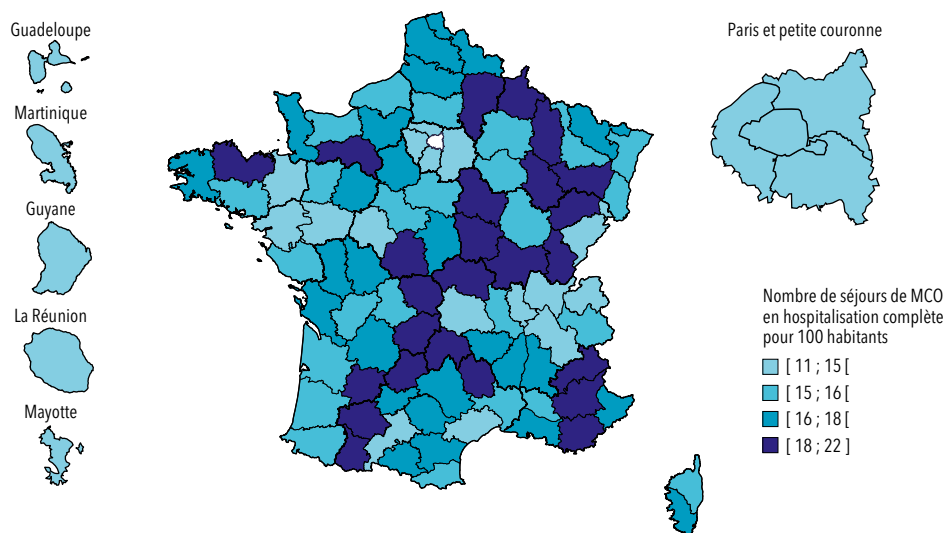 Guadeloupe
Martinique
Guyane
La Réunion
Mayotte
Paris et petite couronne
Nombre de séjours de MCO
en hospitalisation complète
pour 100 habitants
[ 11 ; 15 [
[ 15 ; 16 [
[ 16 ; 18 [
[ 18 ; 22 ]